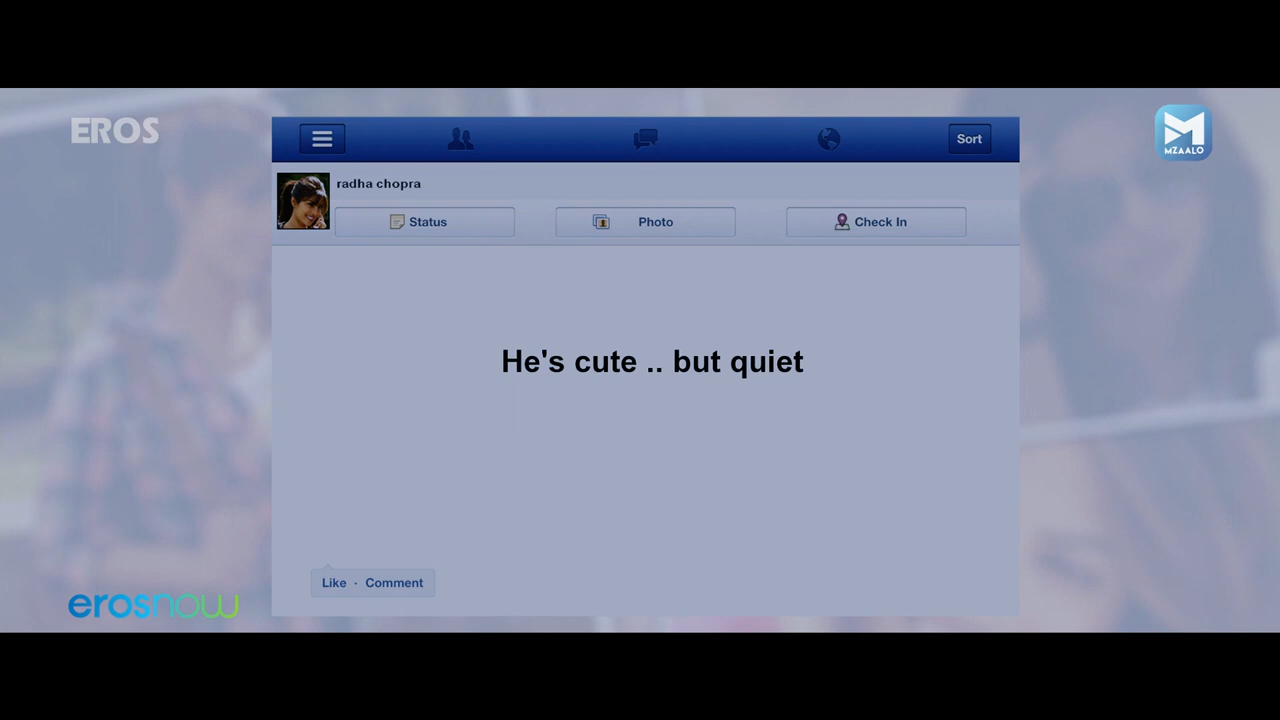 EROS
MZAALO
Sort
radha chopra
Status
Photo
Check In
He's cute .. but quiet
Like · Comment
erosnow